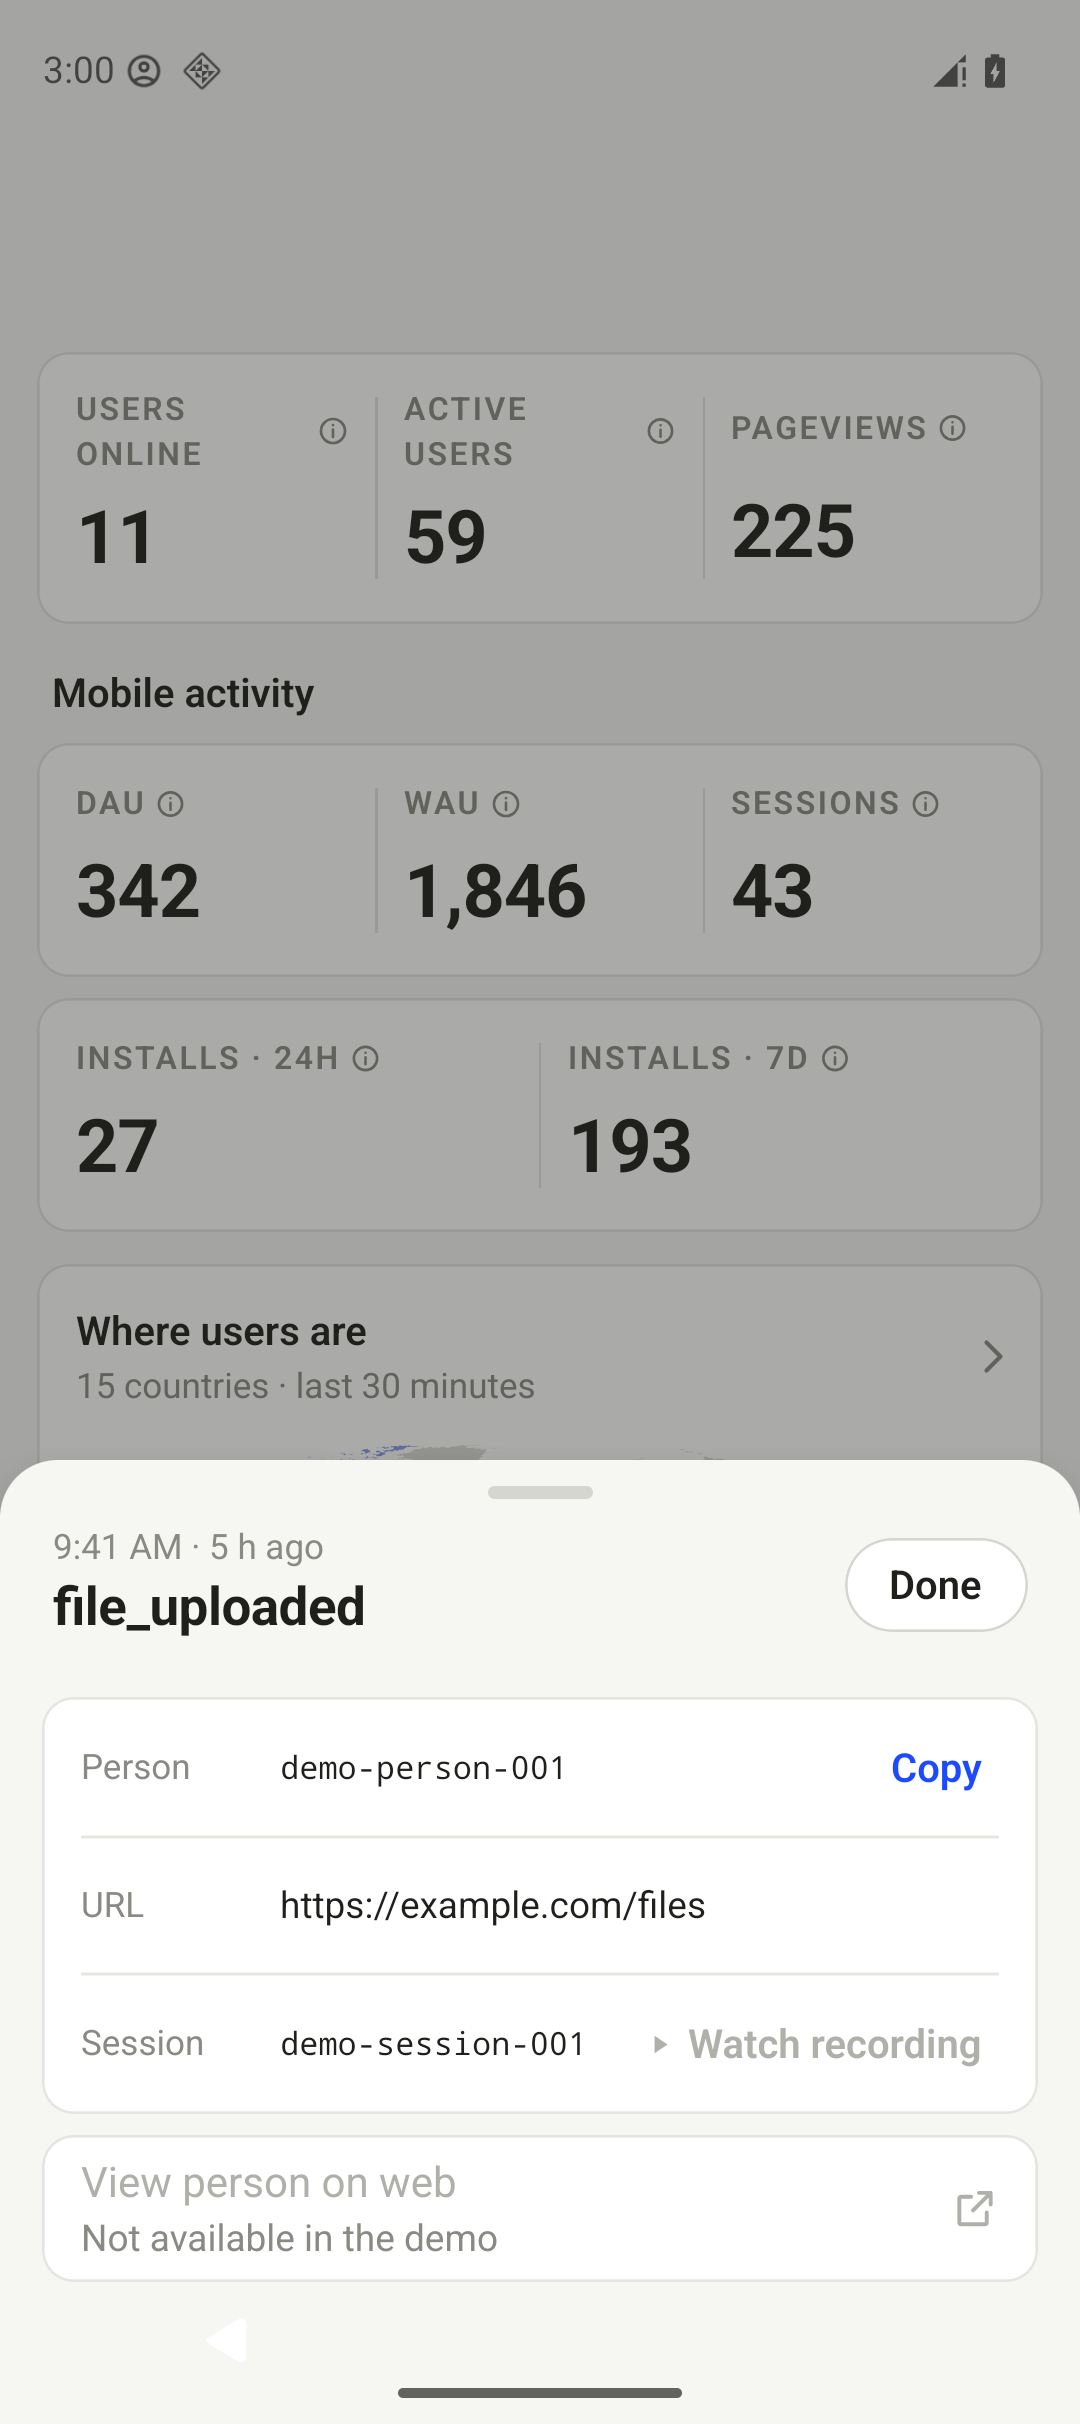 3:00
USERS ONLINE
11
ACTIVE USERS
59
PAGEVIEWS
225
Mobile activity
DAU
342
WAU
1,846
SESSIONS
43
INSTALLS · 24H
27
INSTALLS · 7D
193
Where users are
15 countries · last 30 minutes
9:41 AM · 5 h ago
file_uploaded
Done
Person demo-person-001 Copy
URL https://example.com/files
Session demo-session-001 Watch recording
View person on web
Not available in the demo